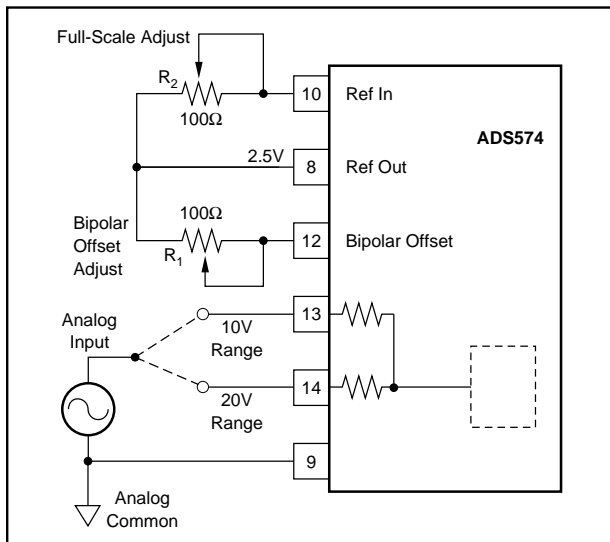 Full-Scale Adjust
R2
100Ω
10
Ref In
ADS574
2.5V
8
Ref Out
100Ω
Bipolar
Offset
Adjust
R1
12
Bipolar Offset
Analog
Input
10V
Range
13
20V
Range
14
9
Analog
Common